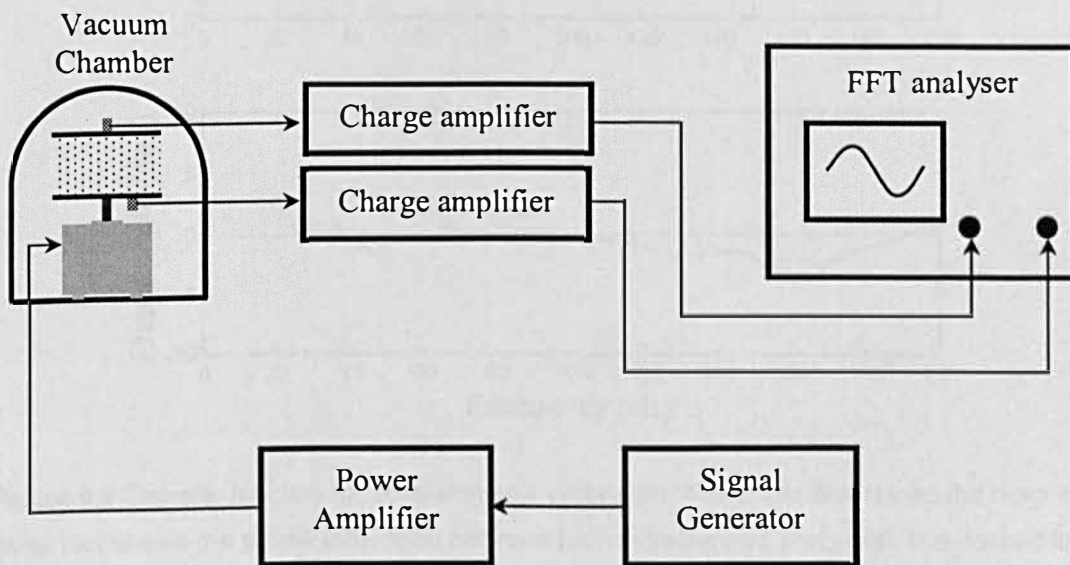 Vacuum
Chamber
Charge amplifier
Charge amplifier
FFT analyser
Power
Amplifier
Signal
Generator